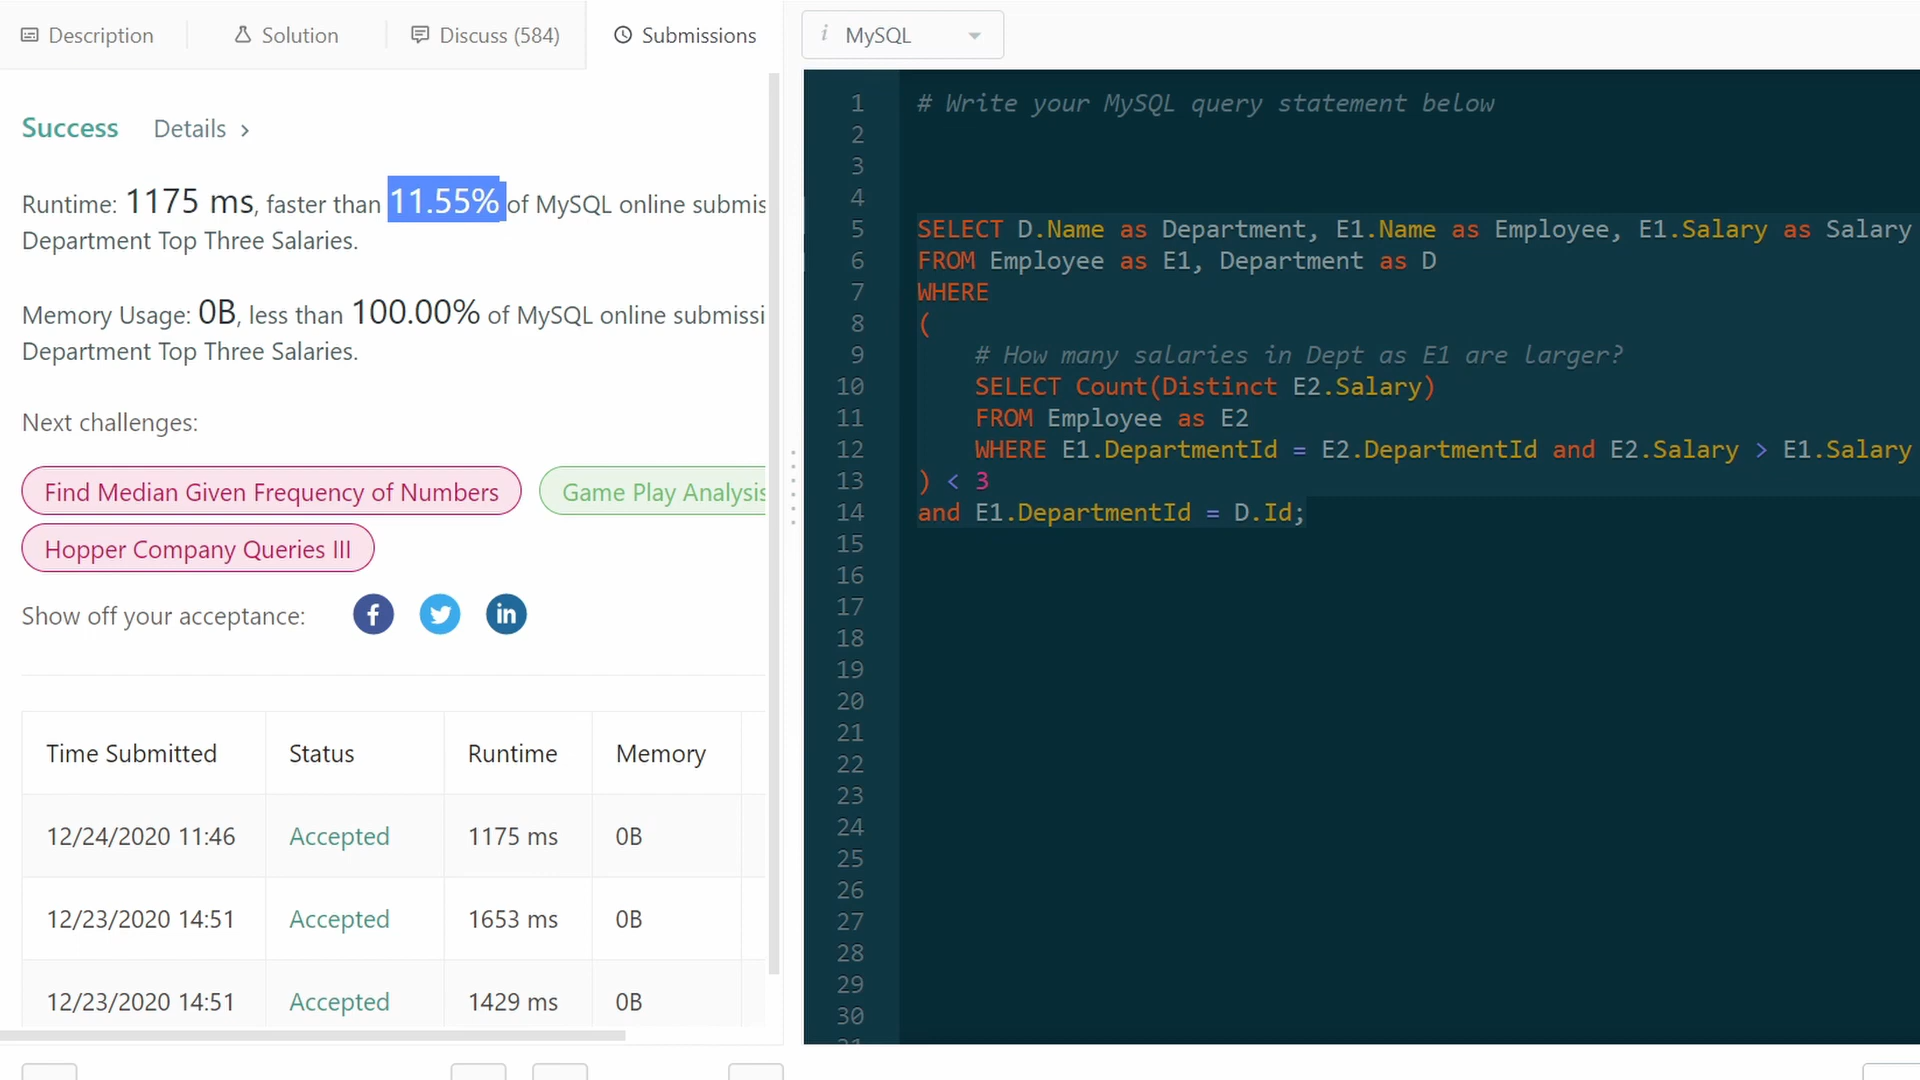 Description
Solution
Discuss (584)
Submissions
i MySQL
Success Details >
Runtime: 1175 ms, faster than 11.55% of MySQL online submis
Department Top Three Salaries.
Memory Usage: 0B, less than 100.00% of MySQL online submissi
Department Top Three Salaries.
Next challenges:
Find Median Given Frequency of Numbers
Game Play Analysis
Hopper Company Queries III
Show off your acceptance:
Time Submitted Status Runtime Memory
12/24/2020 11:46 Accepted 1175 ms 0B
12/23/2020 14:51 Accepted 1653 ms 0B
12/23/2020 14:51 Accepted 1429 ms 0B
1 # Write your MySQL query statement below
2
3
4
5 SELECT D.Name as Department, E1.Name as Employee, E1.Salary as Salary
6 FROM Employee as E1, Department as D
7 WHERE
8 (
9 # How many salaries in Dept as E1 are larger?
10 SELECT Count(Distinct E2.Salary)
11 FROM Employee as E2
12 WHERE E1.DepartmentId = E2.DepartmentId and E2.Salary > E1.Salary
13 ) < 3
14 and E1.DepartmentId = D.Id;
15
16
17
18
19
20
21
22
23
24
25
26
27
28
29
30
31